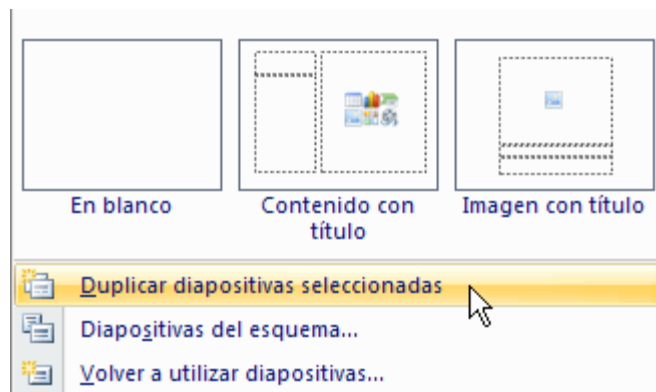 En blanco
Contenido con
título
Imagen con título
Duplicar diapositivas seleccionadas
Diapositivas del esquema...
Volver a utilizar diapositivas...